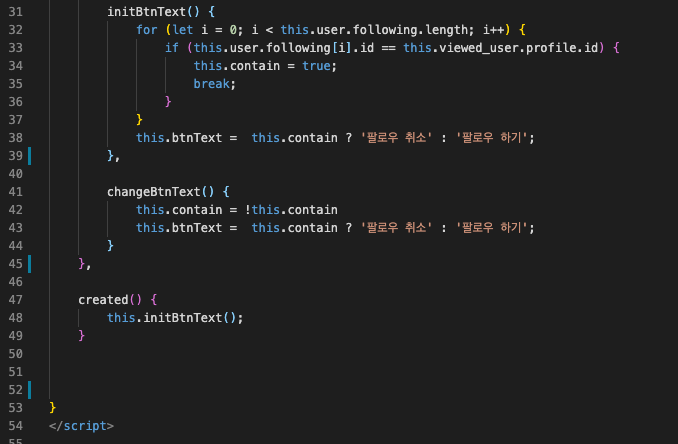 31 initBtnText() {
32 for (let i = 0; i < this.user.following.length; i++) {
33 if (this.user.following[i].id == this.viewed_user.profile.id) {
34 this.contain = true;
35 break;
36 }
37 }
38 this.btnText =  this.contain ? '팔로우 취소' : '팔로우 하기';
39 },
40
41 changeBtnText() {
42 this.contain = !this.contain
43 this.btnText =  this.contain ? '팔로우 취소' : '팔로우 하기';
44 }
45 },
46
47 created() {
48 this.initBtnText();
49 }
50
51
52
53 }
54 </script>